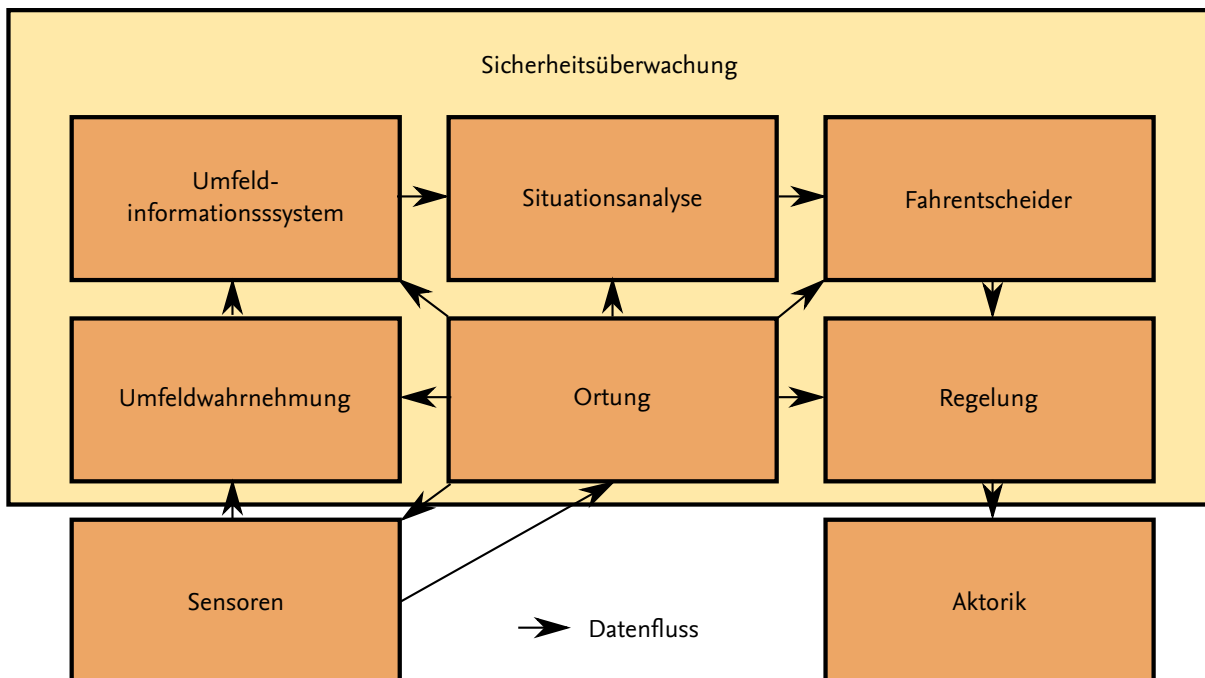 Sicherheitsüberwachung
Umfeld-
informationsssystem
Situationsanalyse
Fahrentscheider
Umfeldwahrnehmung
Ortung
Regelung
Sensoren
Aktorik
Datenfluss